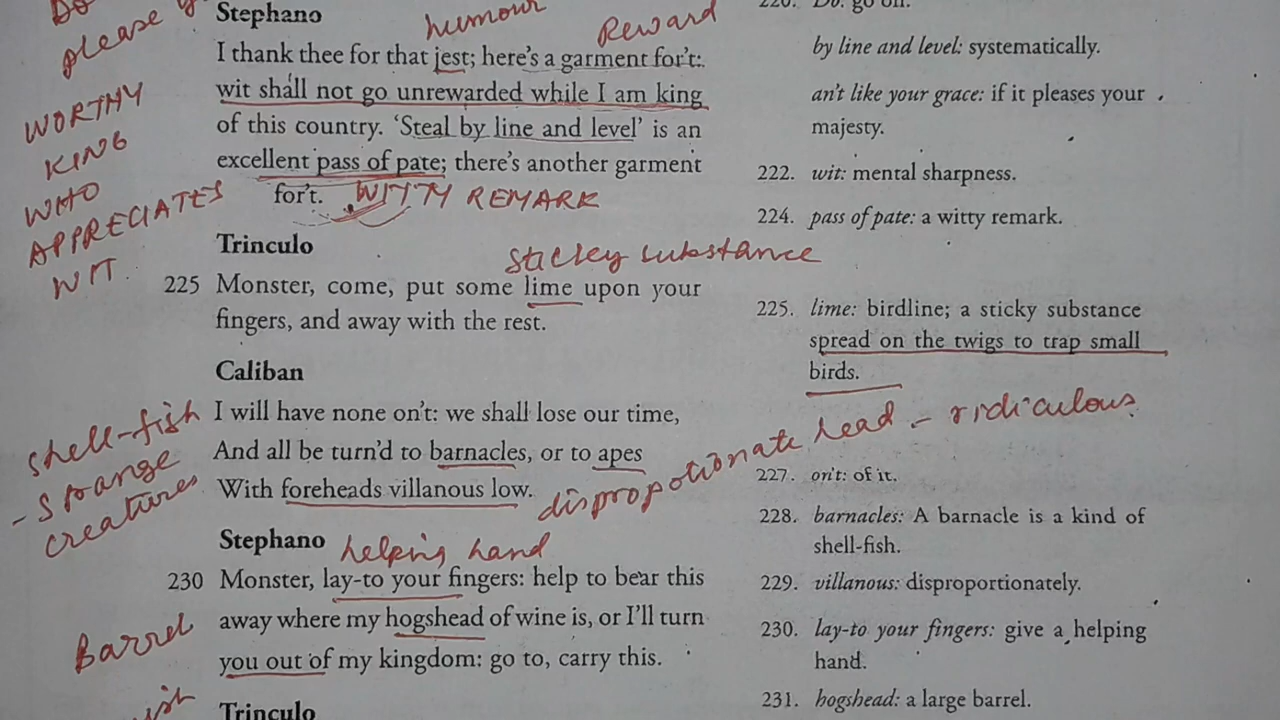 please
Stephano
humour
Reward
I thank thee for that jest; here's a garment for't:
wit shall not go unrewarded while I am king
of this country. 'Steal by line and level' is an
excellent pass of pate; there's another garment
for't.
WITTY REMARK
WORTHY
KING
WHO
APPRECIATES
WIT.
Trinculo
sticley substance
225 Monster, come, put some lime upon your
fingers, and away with the rest.
Caliban
I will have none on't: we shall lose our time,
And all be turn'd to barnacles, or to apes
With foreheads villanous low.
shell-fish
- strange
creatures
dispropotionate head - ridiculous
Stephano
helping hand
230 Monster, lay-to your fingers: help to bear this
away where my hogshead of wine is, or I'll turn
you out of my kingdom: go to, carry this.
Barrel
Trinculo
220. Do: go on.
by line and level: systematically.
an't like your grace: if it pleases your
majesty.
222. wit: mental sharpness.
224. pass of pate: a witty remark.
225. lime: birdline; a sticky substance
spread on the twigs to trap small
birds.
227. on't: of it.
228. barnacles: A barnacle is a kind of
shell-fish.
229. villanous: disproportionately.
230. lay-to your fingers: give a helping
hand.
231. hogshead: a large barrel.